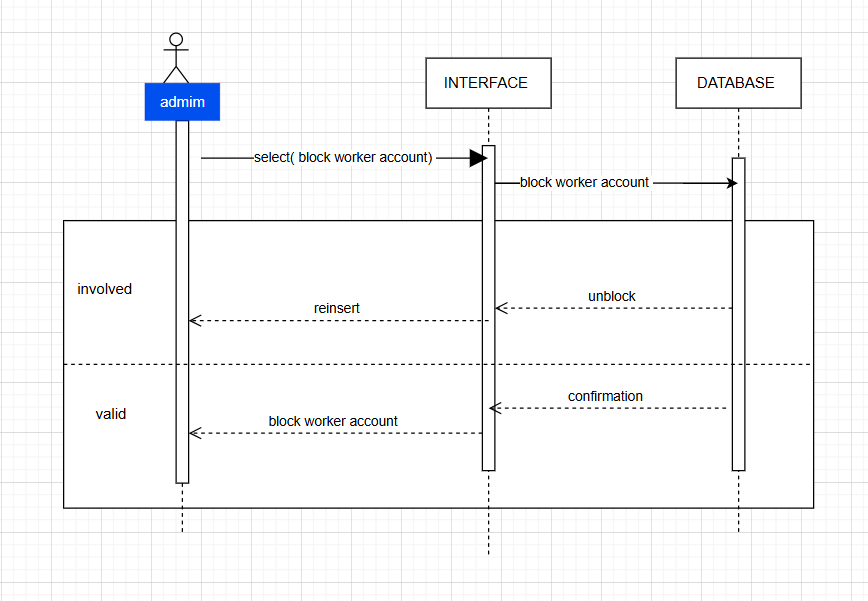 admim
INTERFACE
DATABASE
select( block worker account)
block worker account
involved
unblock
reinsert
confirmation
valid
block worker account